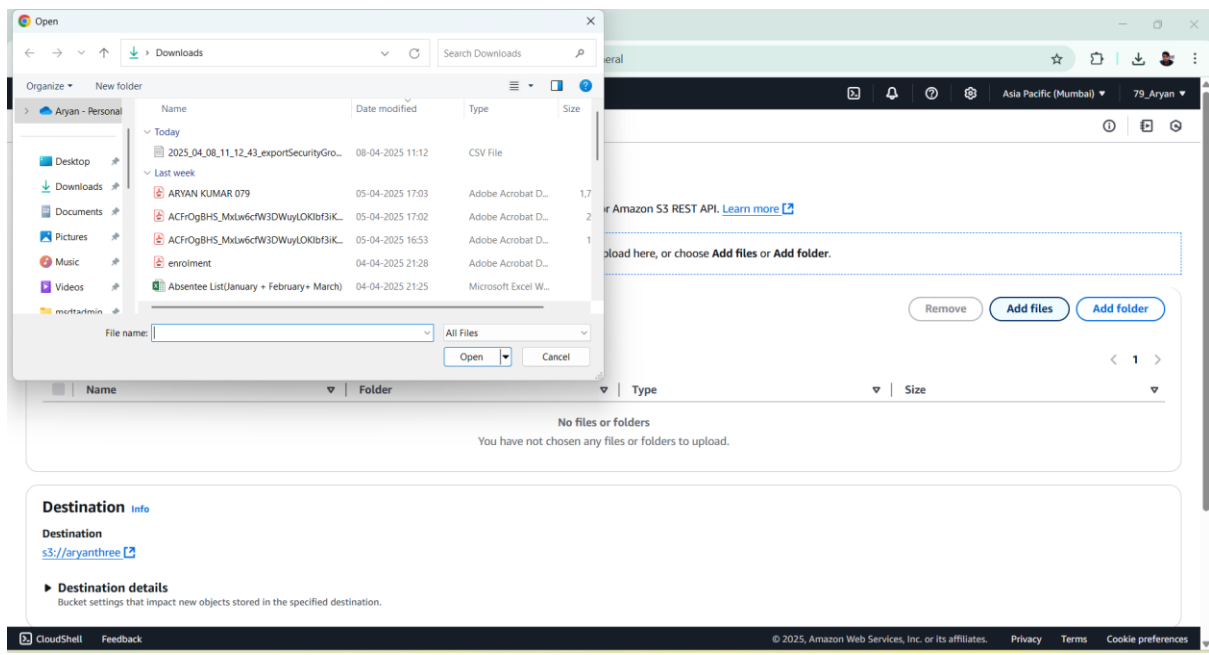 Open
Downloads
Search Downloads
Organize
New folder
Aryan - Personal
Desktop
Downloads
Documents
Pictures
Music
Videos
msdtadmin
Name Date modified Type Size
Today
2025_04_08_11_12_43_exportSecurityGro... 08-04-2025 11:12 CSV File
Last week
ARYAN KUMAR 079 05-04-2025 17:03 Adobe Acrobat D... 1,7
05-04-2025 17:02 Adobe Acrobat D... 2
05-04-2025 16:53 Adobe Acrobat D... 1
enrolment 04-04-2025 21:28 Adobe Acrobat D...
Absentee List(January + February+ March) 04-04-2025 21:25 Microsoft Excel W...
File name:
All Files
Open
Cancel
eral
Asia Pacific (Mumbai)
79_Aryan
r Amazon S3 REST API. Learn more
pload here, or choose Add files or Add folder.
Remove
Add files
Add folder
1
Name Folder Type Size
No files or folders
You have not chosen any files or folders to upload.
Destination Info
Destination
s3://aryanthree
Destination details
Bucket settings that impact new objects stored in the specified destination.
CloudShell Feedback
© 2025, Amazon Web Services, Inc. or its affiliates. Privacy Terms Cookie preferences